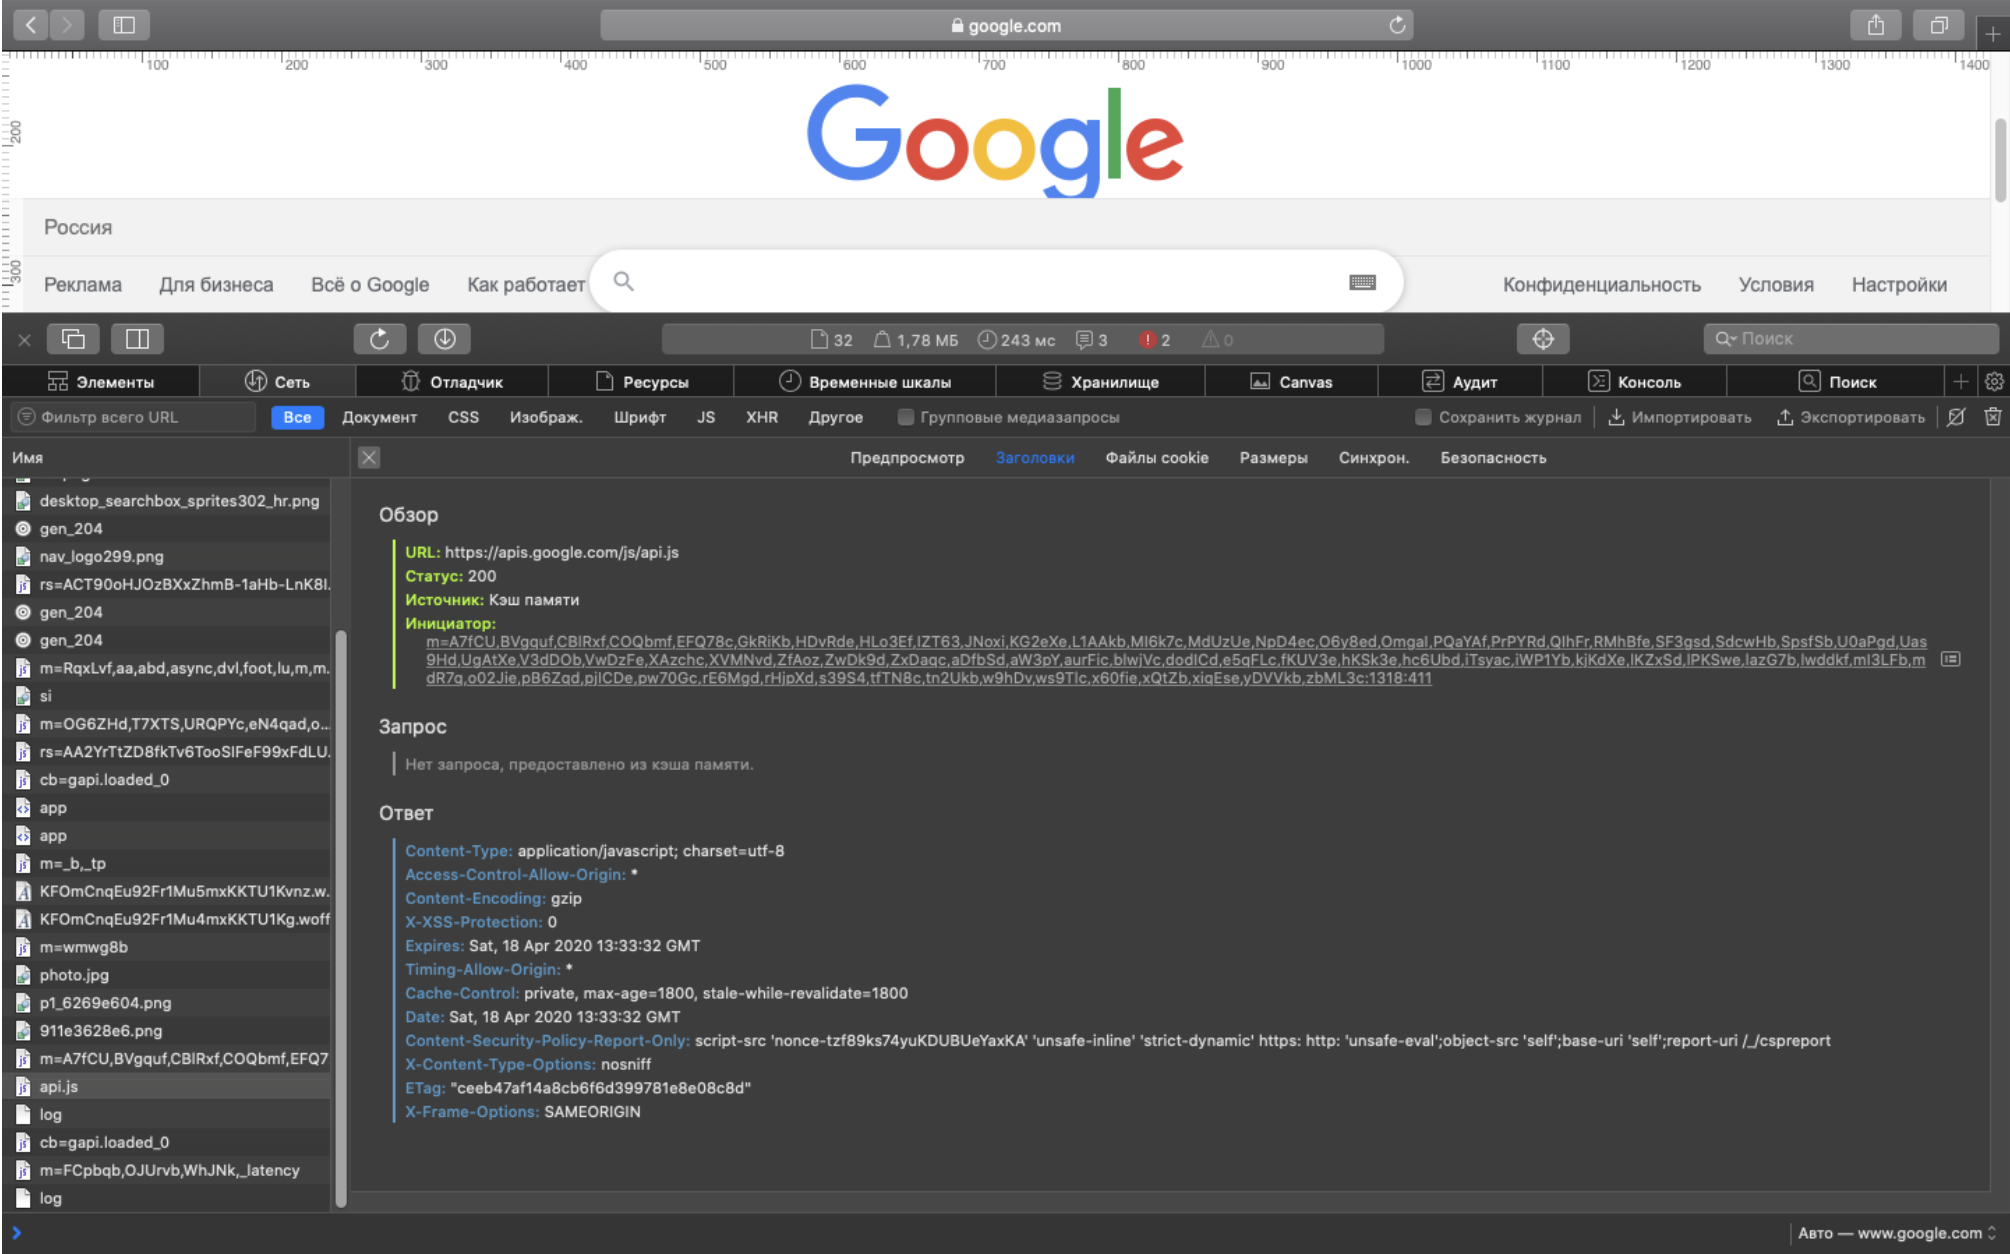 google.com
100 200 300 400 500 600 700 800 900 1000 1100 1200 1300 1400
200
Google
Россия
300
Реклама Для бизнеса Всё о Google Как работает Конфиденциальность Условия Настройки
32 1,78 МБ 243 мс 3 2 0 Поиск
Элементы Сеть Отладчик Ресурсы Временные шкалы Хранилище Canvas Аудит Консоль Поиск
Фильтр всего URL Все Документ CSS Изображ. Шрифт JS XHR Другое Групповые медиазапросы Сохранить журнал Импортировать Экспортировать
Имя
Предпросмотр Заголовки Файлы cookie Размеры Синхрон. Безопасность
desktop_searchbox_sprites302_hr.png
gen_204
nav_logo299.png
rs=ACT90oHJOzBXxZhmB-1aHb-LnK8I.
gen_204
gen_204
m=RqxLvf,aa,abd,async,dvl,foot,lu,m,m.
si
m=OG6ZHd,T7XTS,URQPYc,eN4qad,o...
rs=AA2YrTtZD8fkTv6TooSIFeF99xFdLU.
cb=gapi.loaded_0
app
app
m=_b,_tp
KFOmCnqEu92Fr1Mu5mxKKTU1Kvnz.w.
KFOmCnqEu92Fr1Mu4mxKKTU1Kg.woff
m=wmwg8b
photo.jpg
p1_6269e604.png
911e3628e6.png
m=A7fCU,BVgquf,CBlRxf,COQbmf,EFQ7
api.js
log
cb=gapi.loaded_0
m=FCpbqb,OJUrvb,WhJNk,_latency
log
Обзор
URL: https://apis.google.com/js/api.js
Статус: 200
Источник: Кэш памяти
Инициатор:
m=A7fCU,BVgquf,CBlRxf,COQbmf,EFQ78c,GkRiKb,HDvRde,HLo3Ef,IZT63,JNoxi,KG2eXe,L1AAkb,MI6k7c,MdUzUe,NpD4ec,O6y8ed,OmgaI,PQaYAf,PrPYRd,QIhFr,RMhBfe,SF3gsd,SdcwHb,SpsfSb,U0aPgd,Uas
9Hd,UgAtXe,V3dDOb,VwDzFe,XAzchc,XVMNvd,ZfAoz,ZwDk9d,ZxDaqc,aDfbSd,aW3pY,aurFic,blwjVc,dodICd,e5qFLc,fKUV3e,hKSk3e,hc6Ubd,iTsyac,iWP1Yb,kjKdXe,lKZxSd,lPKSwe,lazG7b,lwddkf,mI3LFb,m
dR7q,o02Jie,pB6Zqd,pjICDe,pw70Gc,rE6Mgd,rHjpXd,s39S4,tfTN8c,tn2Ukb,w9hDv,ws9Tlc,x60fie,xQtZb,xiqEse,yDVVkb,zbML3c:1318:411
Запрос
Нет запроса, предоставлено из кэша памяти.
Ответ
Content-Type: application/javascript; charset=utf-8
Access-Control-Allow-Origin: *
Content-Encoding: gzip
X-XSS-Protection: 0
Expires: Sat, 18 Apr 2020 13:33:32 GMT
Timing-Allow-Origin: *
Cache-Control: private, max-age=1800, stale-while-revalidate=1800
Date: Sat, 18 Apr 2020 13:33:32 GMT
Content-Security-Policy-Report-Only: script-src 'nonce-tzf89ks74yuKDUBUeYaxKA' 'unsafe-inline' 'strict-dynamic' https: http: 'unsafe-eval';object-src 'self';base-uri 'self';report-uri /_/cspreport
X-Content-Type-Options: nosniff
ETag: "ceeb47af14a8cb6f6d399781e8e08c8d"
X-Frame-Options: SAMEORIGIN
Авто — www.google.com